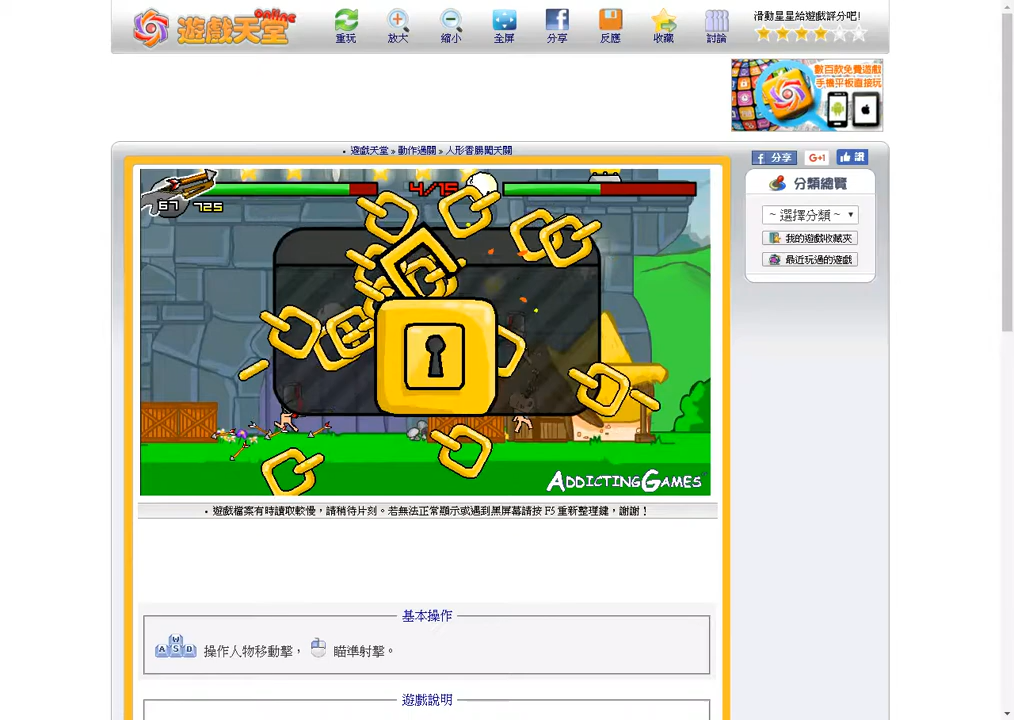 遊戲天堂 Online
重玩 放大 縮小 全屏 分享 反應 收藏 討論
滑動星星給遊戲評分吧!
數百款免費遊戲
手機平板直接玩
• 遊戲天堂 » 動作過關 » 人形香腸闖天關
f 分享 G+1 讚
分類總覽
~ 選擇分類 ~
我的遊戲收藏夾
最近玩過的遊戲
4/15
67 725
ADDICTINGGAMES
• 遊戲檔案有時讀取較慢，請稍待片刻。若無法正常顯示或遇到黑屏幕請按 F5 重新整理鍵，謝謝！
基本操作
W
A S D 操作人物移動擊， 瞄準射擊。
遊戲說明